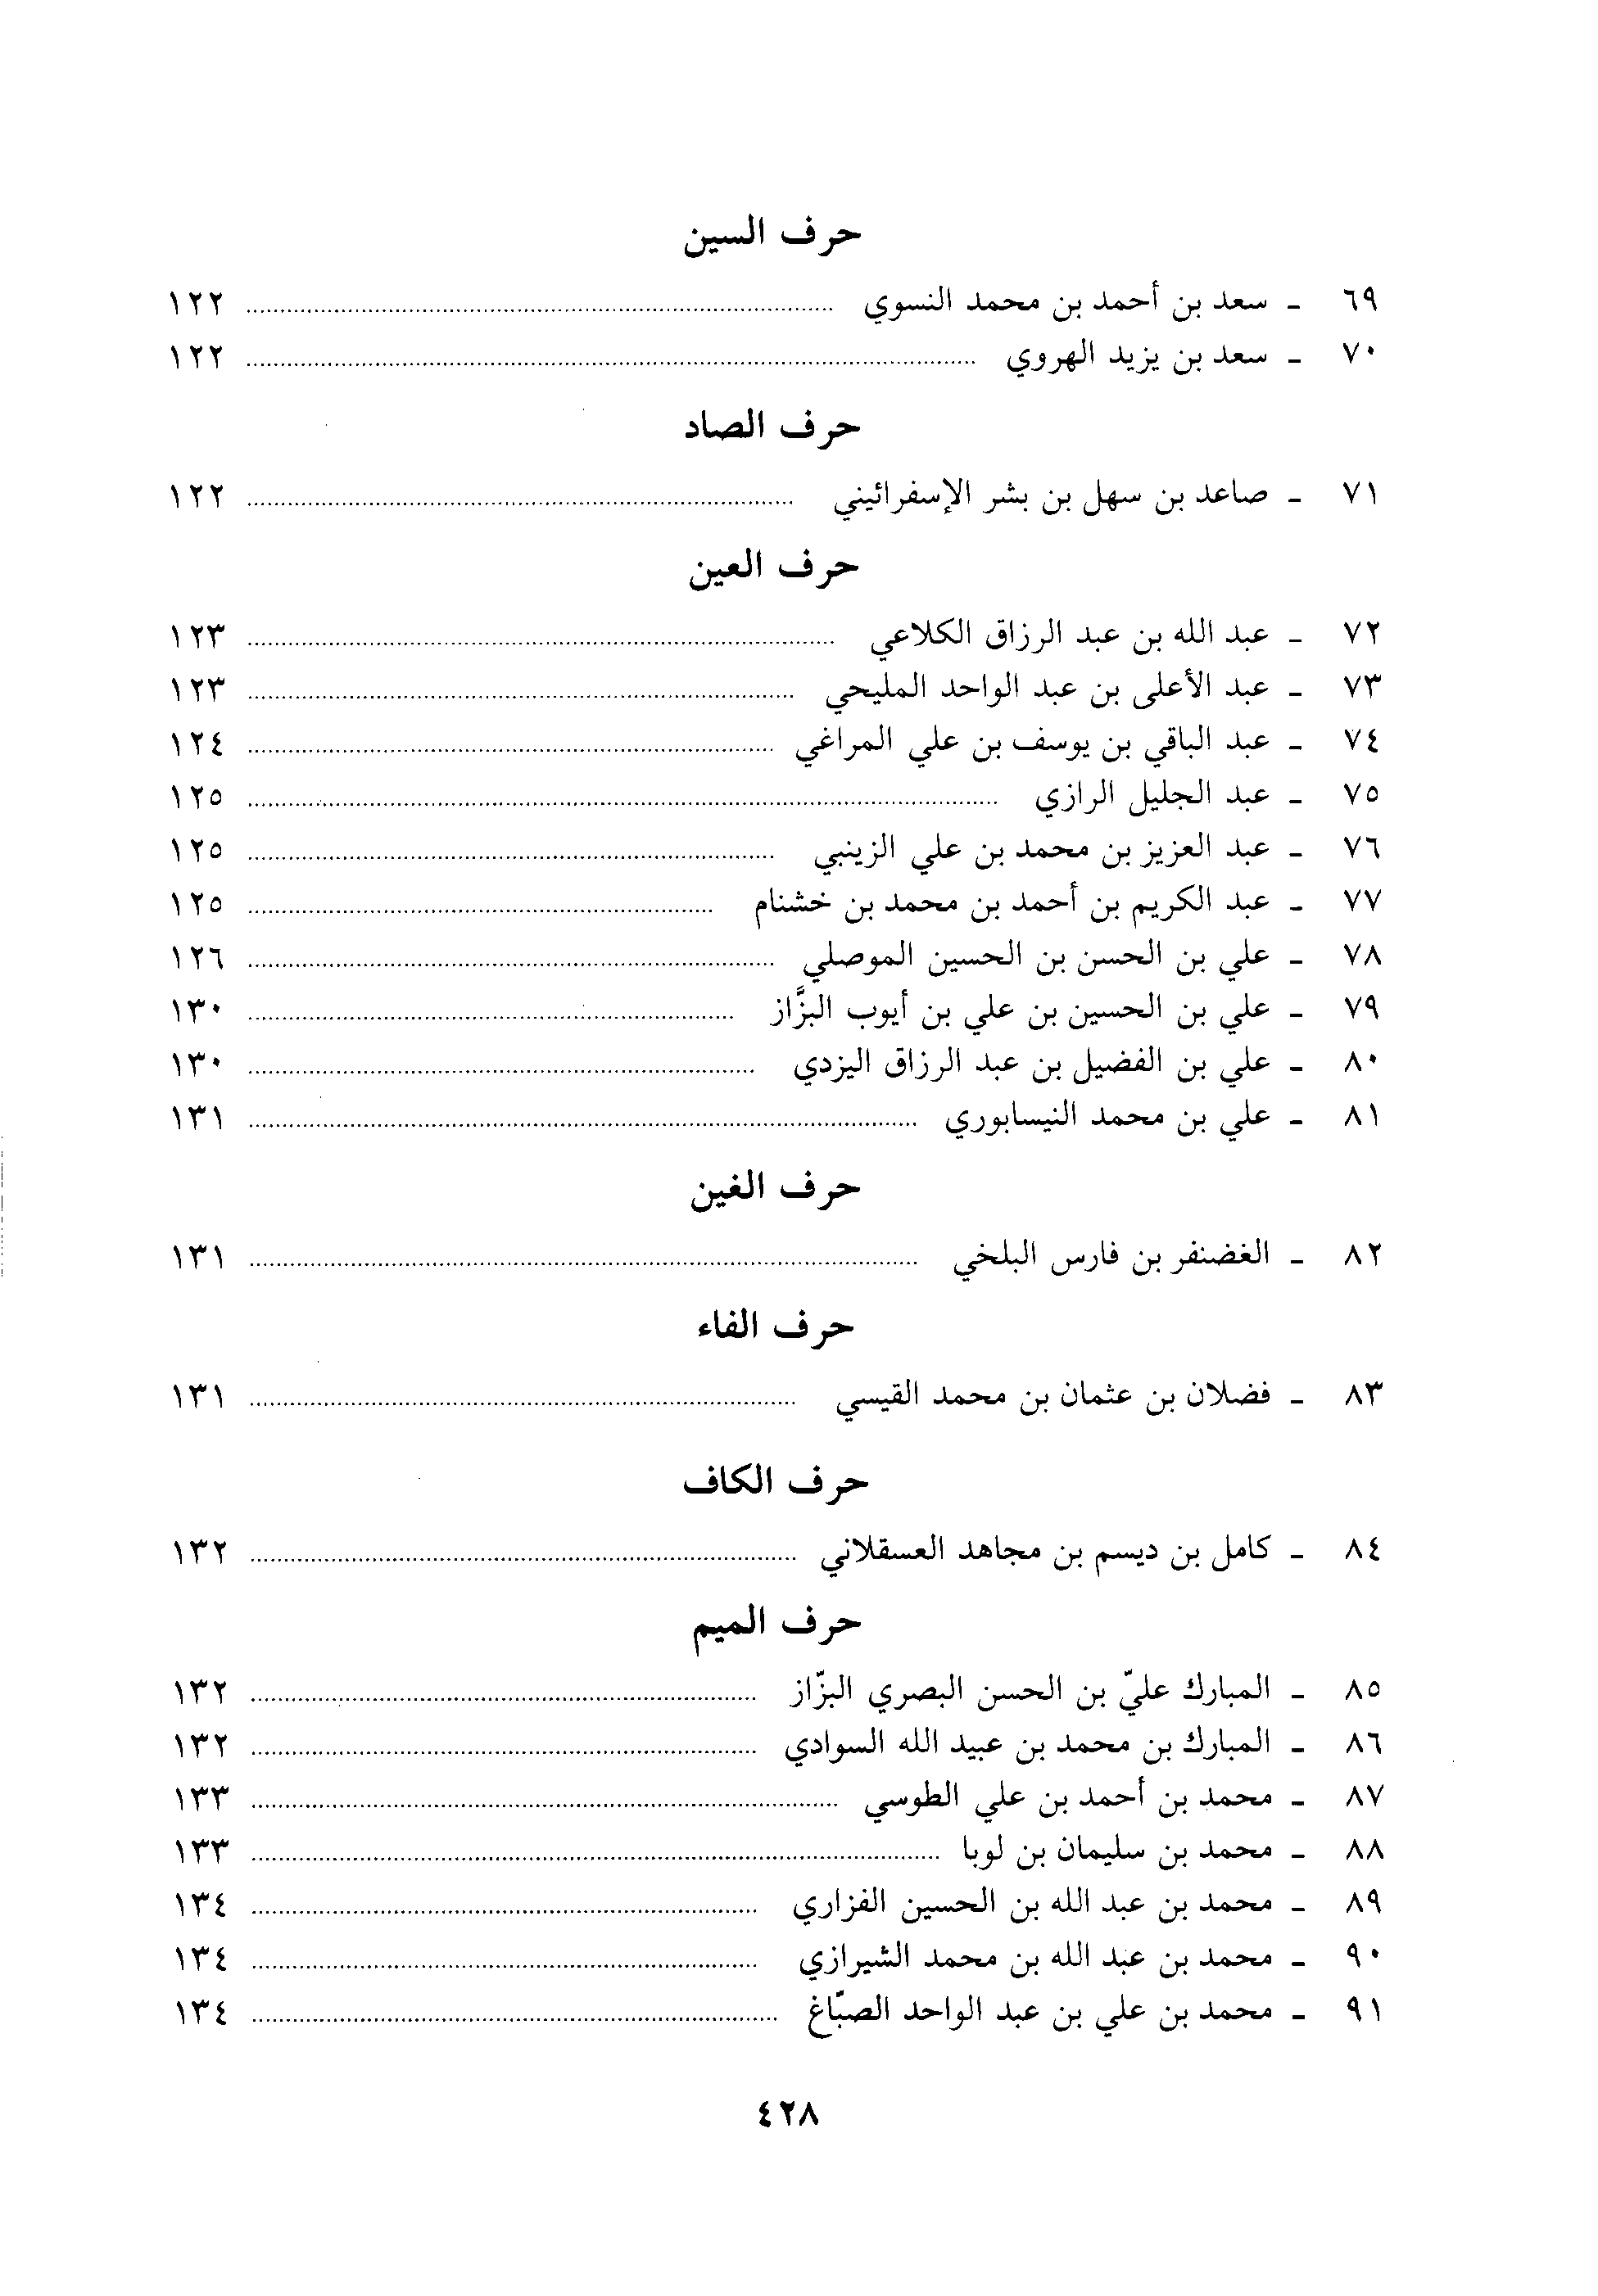 حرف السين
٦٩ - سعد بن أحمد بن محمد النسوي ........ ١٢٢
٧٠ - سعد بن يزيد الهروي ........ ١٢٢
حرف الصاد
٧١ - صاعد بن سهل بن بشر الإسفرائيني ........ ١٢٢
حرف العين
٧٢ - عبد الله بن عبد الرزاق الكلاعي ........ ١٢٣
٧٣ - عبد الأعلى بن عبد الواحد المليحي ........ ١٢٣
٧٤ - عبد الباقي بن يوسف بن علي المراغي ........ ١٢٤
٧٥ - عبد الجليل الرازي ........ ١٢٥
٧٦ - عبد العزيز بن محمد بن علي الزينبي ........ ١٢٥
٧٧ - عبد الكريم بن أحمد بن محمد بن خشنام ........ ١٢٥
٧٨ - علي بن الحسن بن الحسين الموصلي ........ ١٢٦
٧٩ - علي بن الحسين بن علي بن أيوب البزَّاز ........ ١٣٠
٨٠ - علي بن الفضيل بن عبد الرزاق اليزدي ........ ١٣٠
٨١ - علي بن محمد النيسابوري ........ ١٣١
حرف الغين
٨٢ - الغضنفر بن فارس البلخي ........ ١٣١
حرف الفاء
٨٣ - فضلان بن عثمان بن محمد القيسي ........ ١٣١
حرف الكاف
٨٤ - كامل بن ديسم بن مجاهد العسقلاني ........ ١٣٢
حرف الميم
٨٥ - المبارك عليّ بن الحسن البصري البزّاز ........ ١٣٢
٨٦ - المبارك بن محمد بن عبيد الله السوادي ........ ١٣٢
٨٧ - محمد بن أحمد بن علي الطوسي ........ ١٣٣
٨٨ - محمد بن سليمان بن لوبا ........ ١٣٣
٨٩ - محمد بن عبد الله بن الحسين الفزاري ........ ١٣٤
٩٠ - محمد بن عبد الله بن محمد الشيرازي ........ ١٣٤
٩١ - محمد بن علي بن عبد الواحد الصبّاغ ........ ١٣٤
٤٢٨